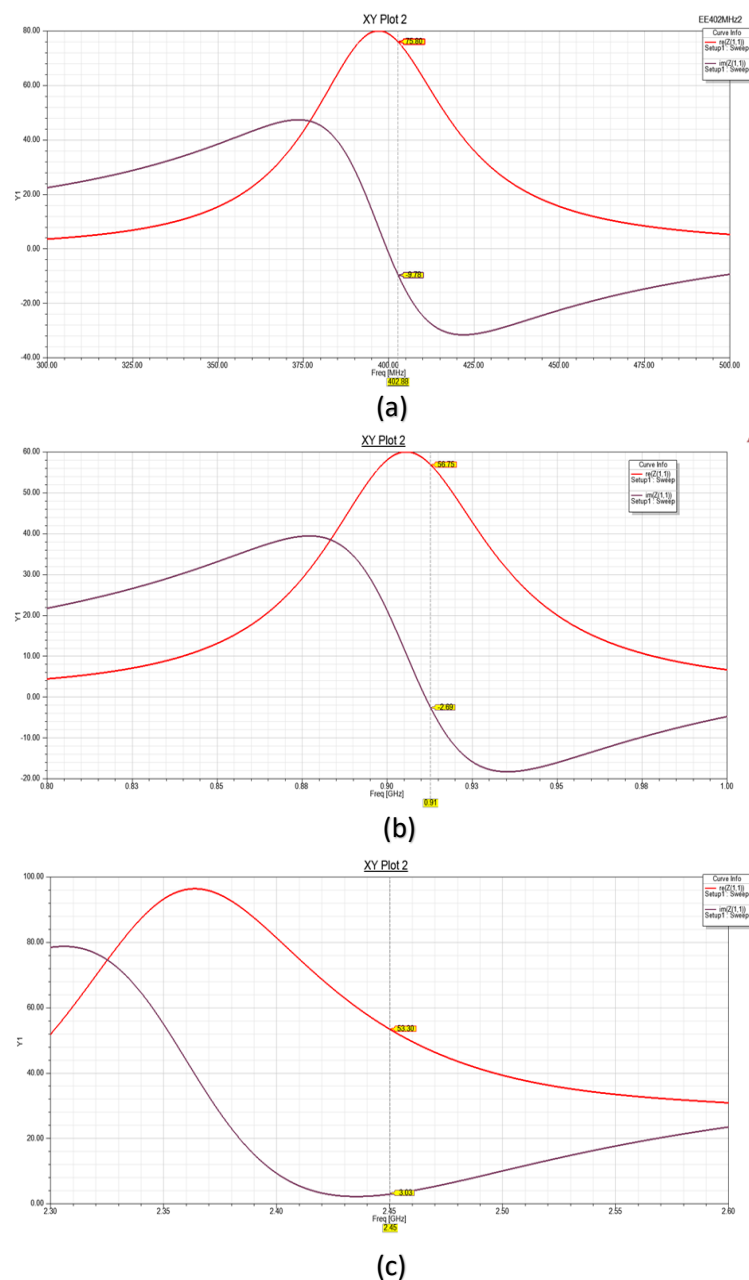 XY Plot 2
EE402MHz2
Curve Info
re(Z(1,1))
Setup1 : Sweep
im(Z(1,1))
Setup1 : Sweep
80.00
75.80
60.00
40.00
20.00
Y1
0.00
-9.78
-20.00
-40.00
300.00 325.00 350.00 375.00 400.00 425.00 450.00 475.00 500.00
Freq [MHz]
402.88
(a)
XY Plot 2
Curve Info
re(Z(1,1))
Setup1 : Sweep
im(Z(1,1))
Setup1 : Sweep
60.00
56.75
50.00
40.00
30.00
20.00
Y1
10.00
0.00
-2.69
-10.00
-20.00
0.80 0.83 0.85 0.88 0.90 0.93 0.95 0.98 1.00
Freq [GHz]
0.91
(b)
XY Plot 2
Curve Info
re(Z(1,1))
Setup1 : Sweep
im(Z(1,1))
Setup1 : Sweep
100.00
80.00
60.00
53.30
Y1
40.00
20.00
3.03
0.00
2.30 2.35 2.40 2.45 2.50 2.55 2.60
Freq [GHz]
2.45
(c)